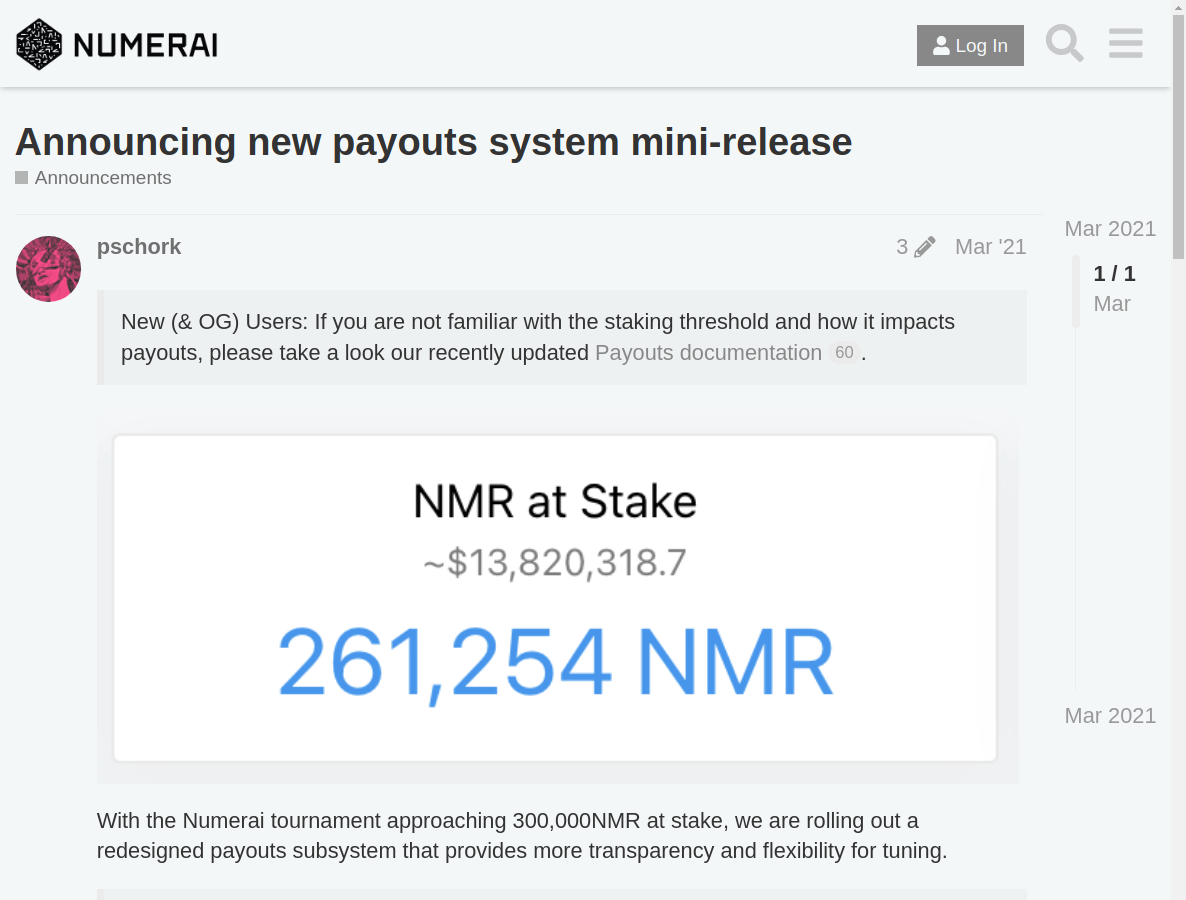 NUMERAI
Log In
Announcing new payouts system mini-release
Announcements
pschork
3
Mar '21
Mar 2021
1 / 1
Mar
New (& OG) Users: If you are not familiar with the staking threshold and how it impacts
payouts, please take a look our recently updated Payouts documentation 60 .
NMR at Stake
~$13,820,318.7
261,254 NMR
Mar 2021
With the Numerai tournament approaching 300,000NMR at stake, we are rolling out a
redesigned payouts subsystem that provides more transparency and flexibility for tuning.